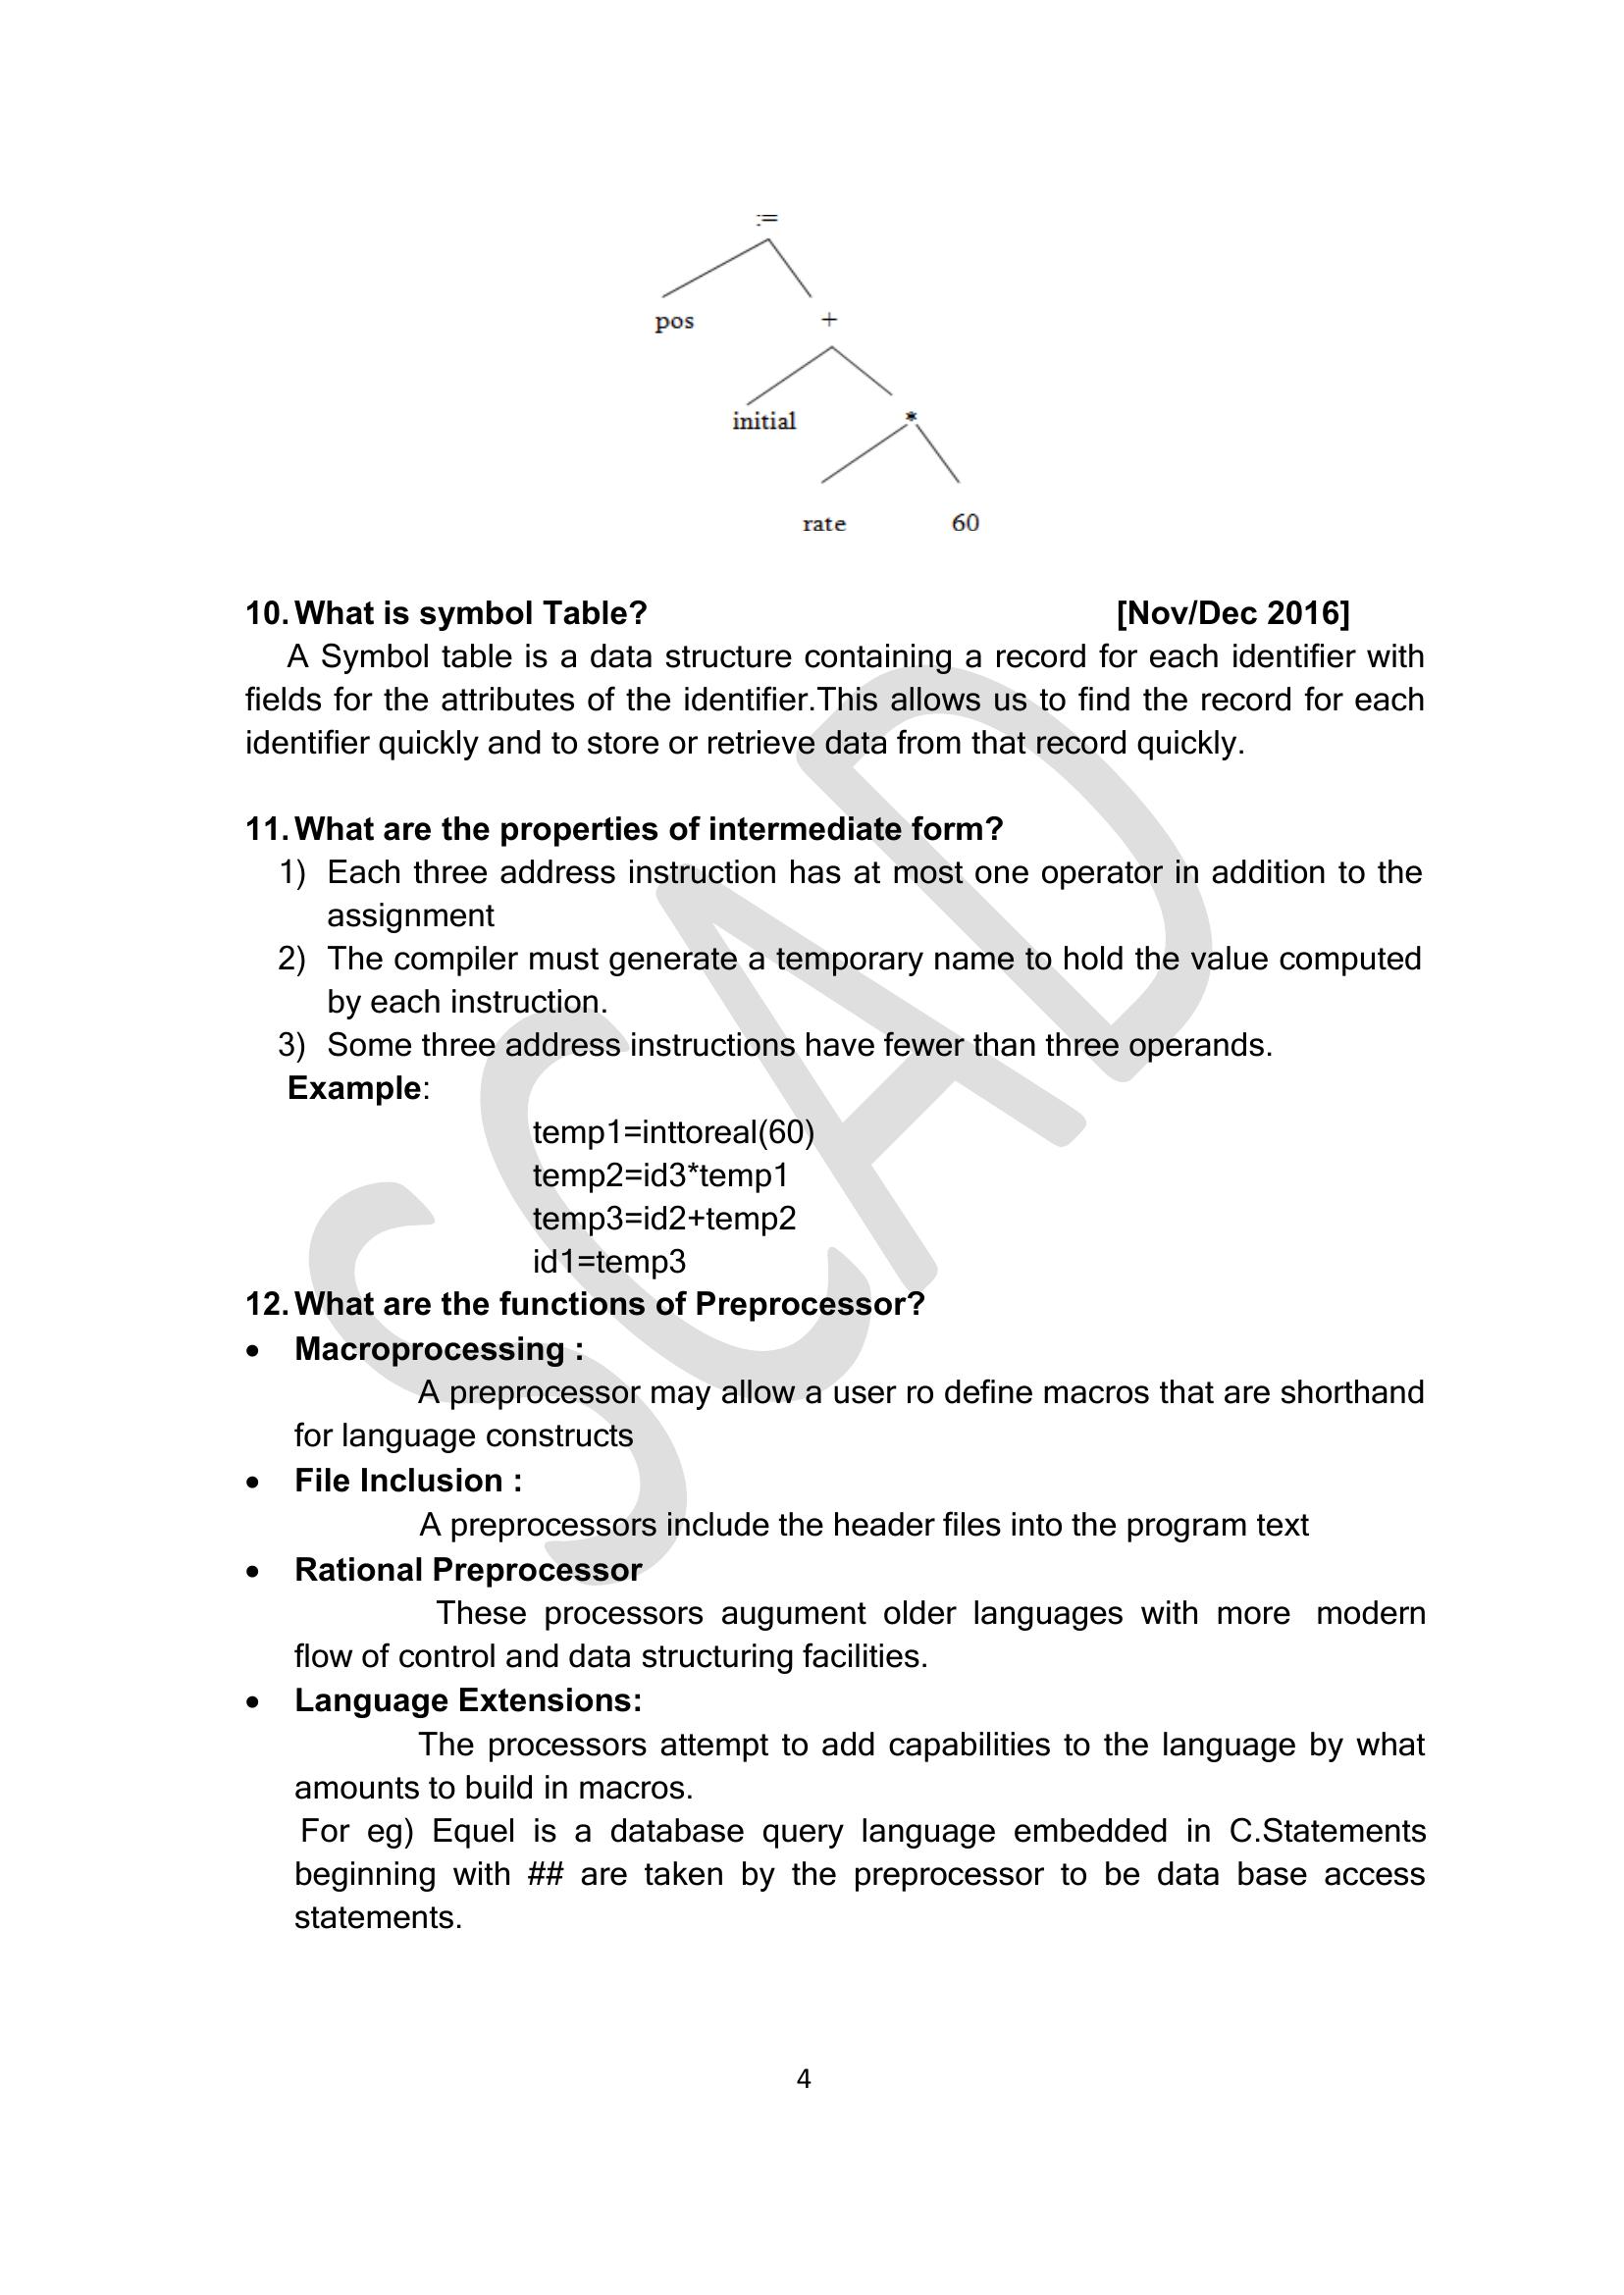 :=
pos +
initial *
rate 60
10. What is symbol Table? [Nov/Dec 2016]
A Symbol table is a data structure containing a record for each identifier with
fields for the attributes of the identifier.This allows us to find the record for each
identifier quickly and to store or retrieve data from that record quickly.
11. What are the properties of intermediate form?
1) Each three address instruction has at most one operator in addition to the
assignment
2) The compiler must generate a temporary name to hold the value computed
by each instruction.
3) Some three address instructions have fewer than three operands.
Example:
temp1=inttoreal(60)
temp2=id3*temp1
temp3=id2+temp2
id1=temp3
12. What are the functions of Preprocessor?
• Macroprocessing :
A preprocessor may allow a user ro define macros that are shorthand
for language constructs
• File Inclusion :
A preprocessors include the header files into the program text
• Rational Preprocessor
These processors augument older languages with more modern
flow of control and data structuring facilities.
• Language Extensions:
The processors attempt to add capabilities to the language by what
amounts to build in macros.
For eg) Equel is a database query language embedded in C.Statements
beginning with ## are taken by the preprocessor to be data base access
statements.
SCAD
4